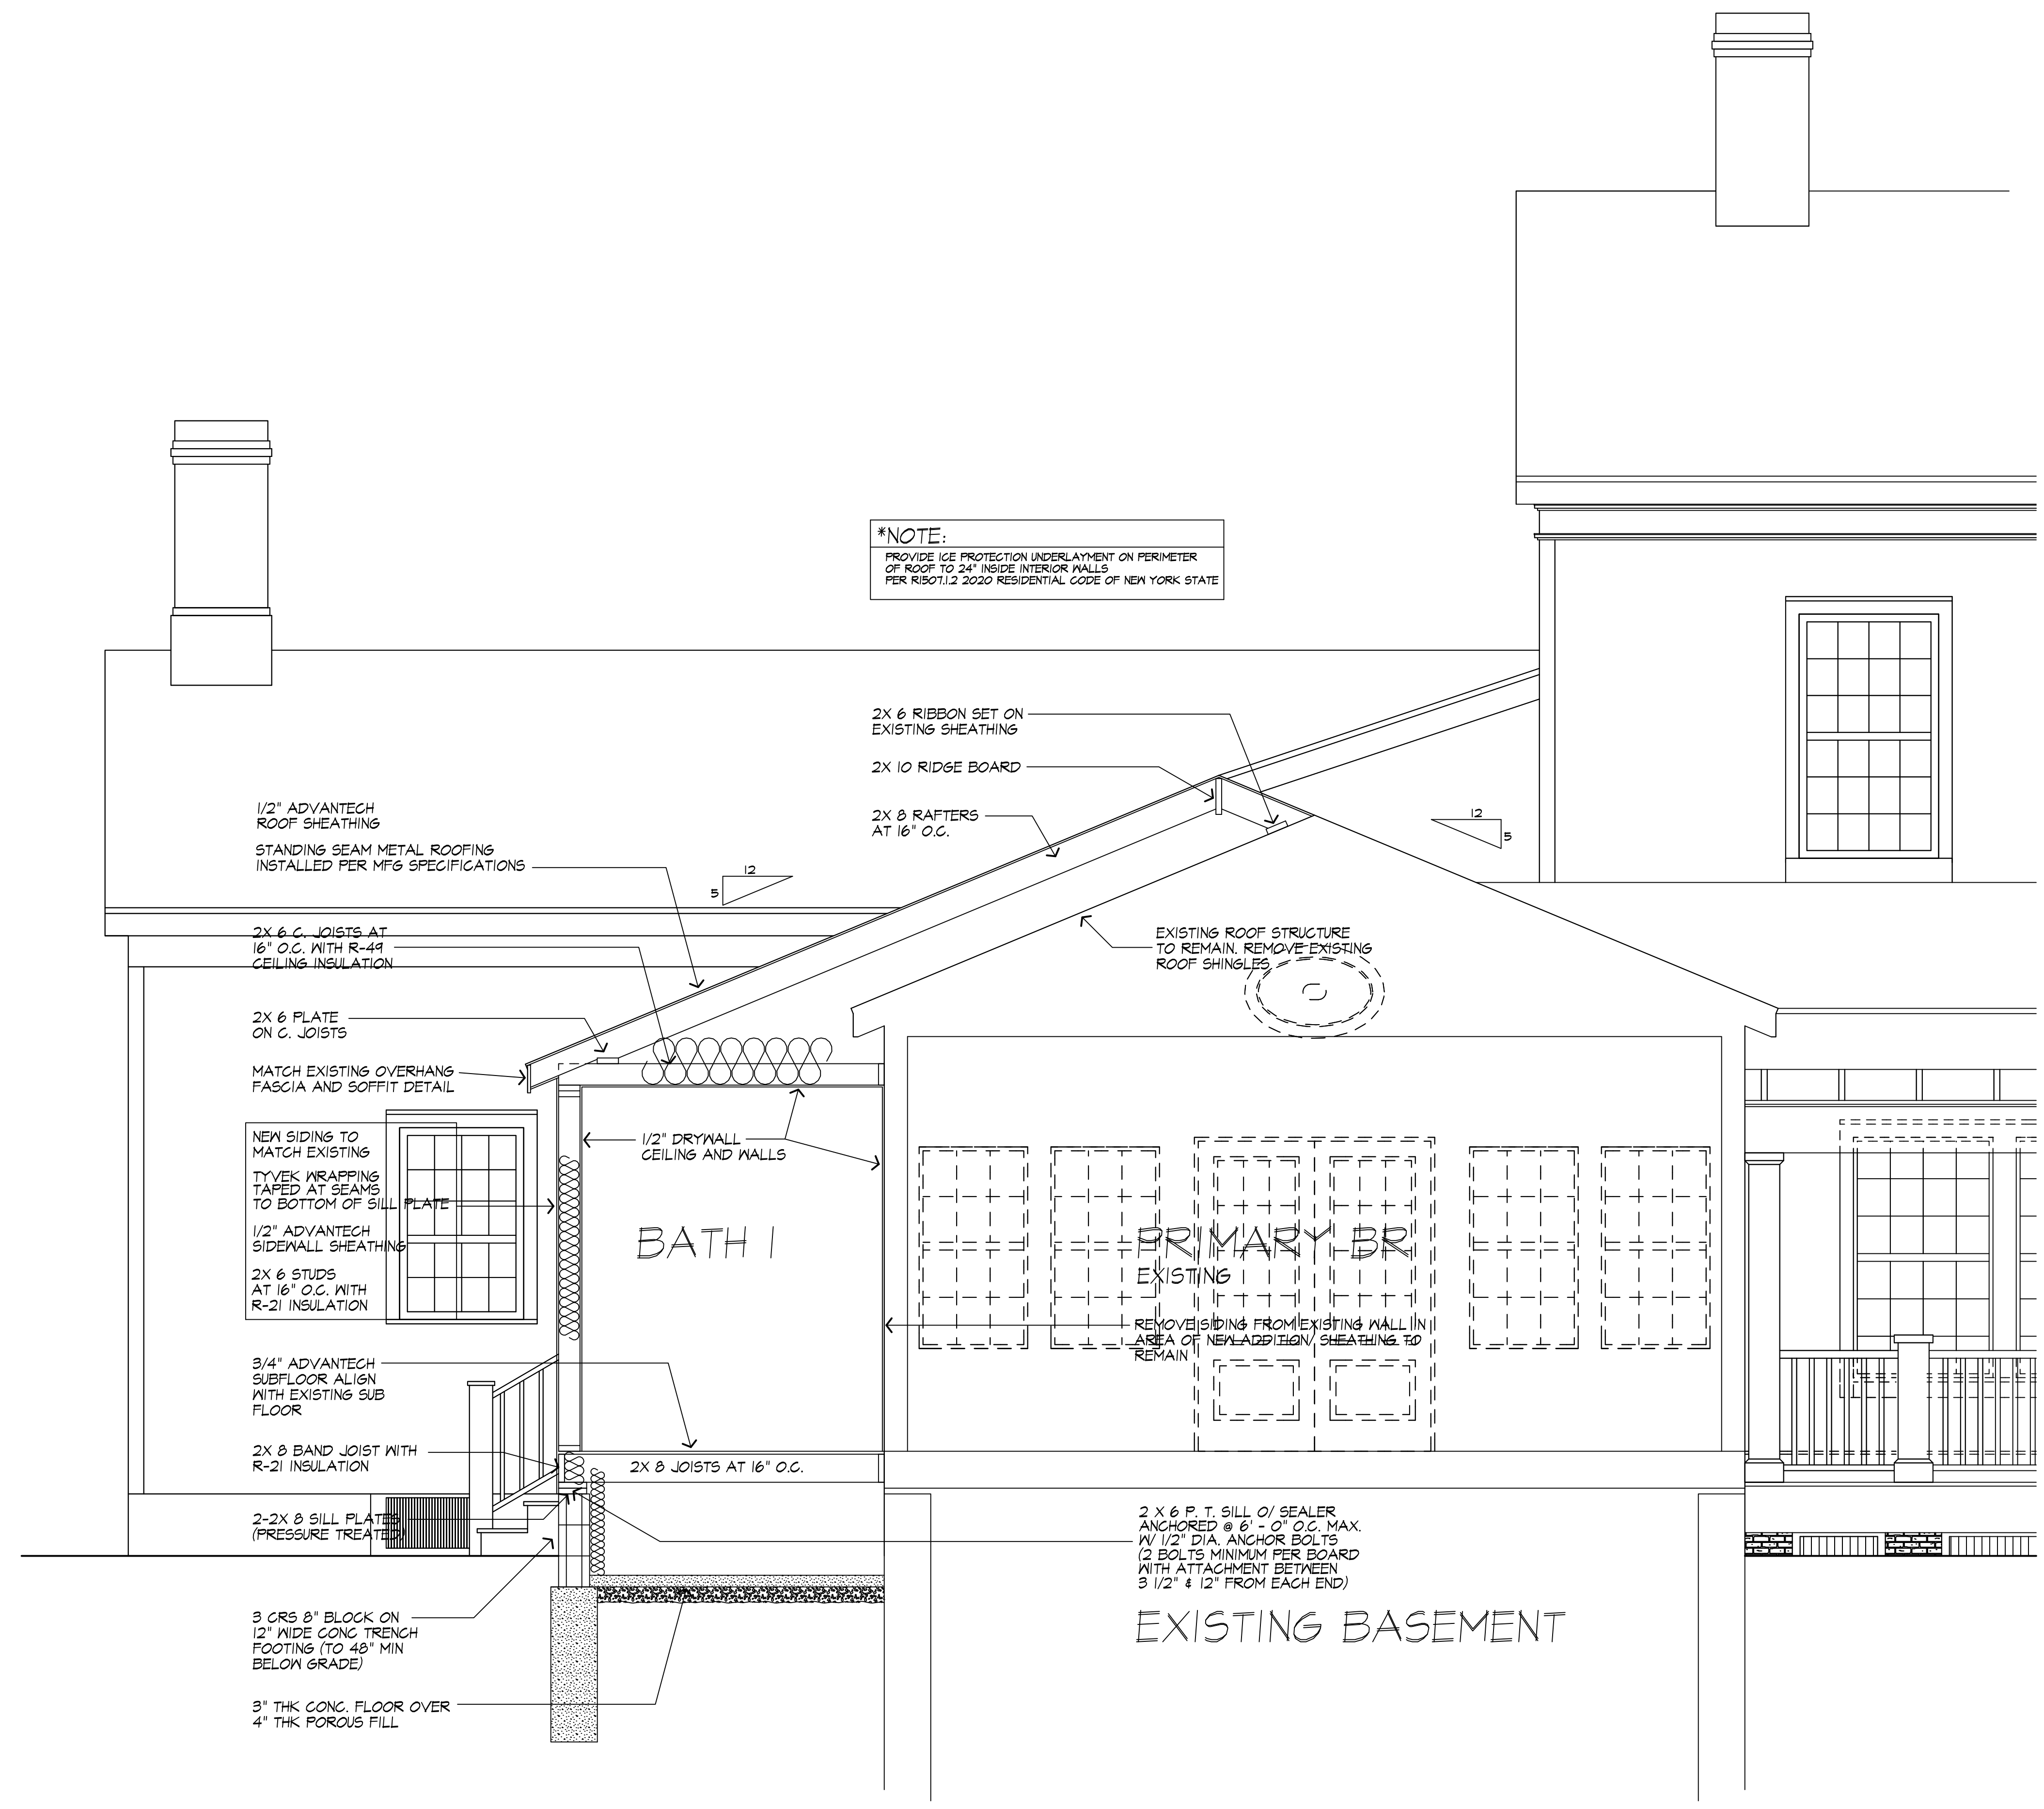 *NOTE:
PROVIDE ICE PROTECTION UNDERLAYMENT ON PERIMETER
OF ROOF TO 24" INSIDE INTERIOR WALLS
PER R1507.1.2 2020 RESIDENTIAL CODE OF NEW YORK STATE
2X 6 RIBBON SET ON
EXISTING SHEATHING
2X 10 RIDGE BOARD
2X 8 RAFTERS
AT 16" O.C.
12
5
1/2" ADVANTECH
ROOF SHEATHING
STANDING SEAM METAL ROOFING
INSTALLED PER MFG SPECIFICATIONS
12
5
2X 6 C. JOISTS AT
16" O.C. WITH R-49
CEILING INSULATION
EXISTING ROOF STRUCTURE
TO REMAIN. REMOVE EXISTING
ROOF SHINGLES
2X 6 PLATE
ON C. JOISTS
MATCH EXISTING OVERHANG
FASCIA AND SOFFIT DETAIL
NEW SIDING TO
MATCH EXISTING
TYVEK WRAPPING
TAPED AT SEAMS
TO BOTTOM OF SILL PLATE
1/2" ADVANTECH
SIDEWALL SHEATHING
2X 6 STUDS
AT 16" O.C. WITH
R-21 INSULATION
1/2" DRYWALL
CEILING AND WALLS
BATH 1
PRIMARY BR
EXISTING
REMOVE SIDING FROM EXISTING WALL IN
AREA OF NEW ADDITION/ SHEATHING TO
REMAIN
3/4" ADVANTECH
SUBFLOOR ALIGN
WITH EXISTING SUB
FLOOR
2X 8 BAND JOIST WITH
R-21 INSULATION
2X 8 JOISTS AT 16" O.C.
2-2X 8 SILL PLATES
(PRESSURE TREATED)
2 X 6 P. T. SILL O/ SEALER
ANCHORED @ 6' - 0" O.C. MAX.
W/ 1/2" DIA. ANCHOR BOLTS
(2 BOLTS MINIMUM PER BOARD
WITH ATTACHMENT BETWEEN
3 1/2" & 12" FROM EACH END)
3 CRS 8" BLOCK ON
12" WIDE CONC TRENCH
FOOTING (TO 48" MIN
BELOW GRADE)
EXISTING BASEMENT
3" THK CONC. FLOOR OVER
4" THK POROUS FILL